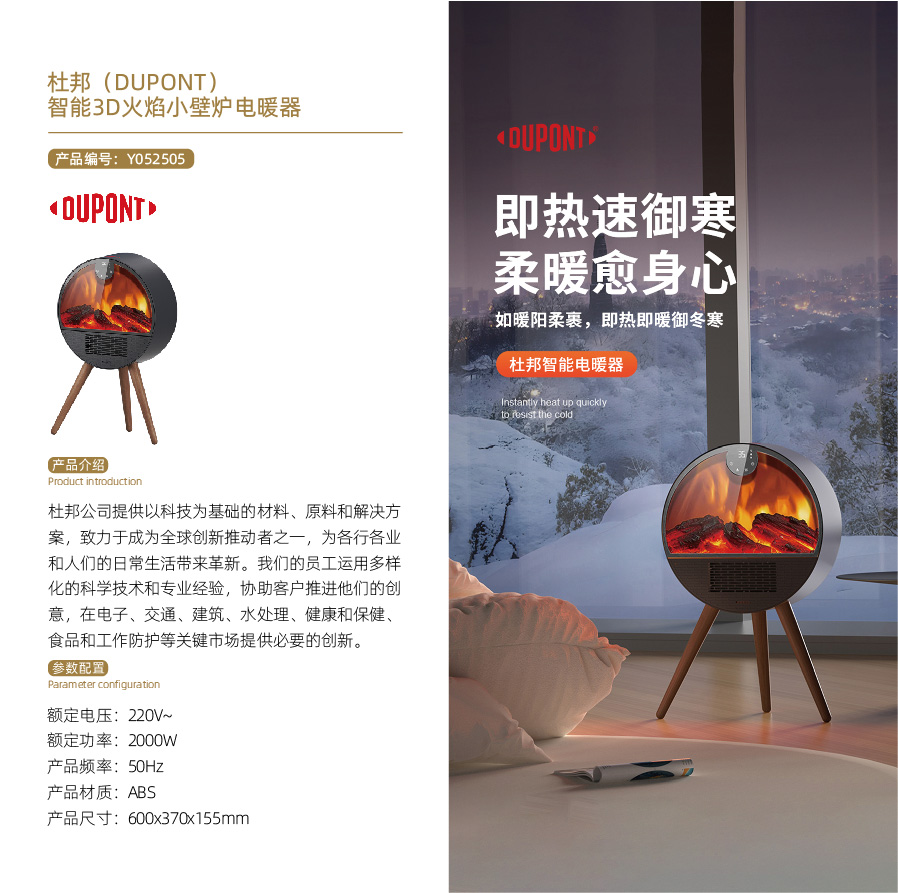 杜邦（DUPONT）
智能3D火焰小壁炉电暖器
产品编号：Y052505
DUPONT
产品介绍
Product introduction
杜邦公司提供以科技为基础的材料、原料和解决方
案，致力于成为全球创新推动者之一，为各行各业
和人们的日常生活带来革新。我们的员工运用多样
化的科学技术和专业经验，协助客户推进他们的创
意，在电子、交通、建筑、水处理、健康和保健、
食品和工作防护等关键市场提供必要的创新。
参数配置
Parameter configuration
额定电压：220V~
额定功率：2000W
产品频率：50Hz
产品材质：ABS
产品尺寸：600x370x155mm
DUPONT®
即热速御寒
柔暖愈身心
如暖阳柔裹，即热即暖御冬寒
杜邦智能电暖器
Instantly heat up quickly
to resist the cold
35